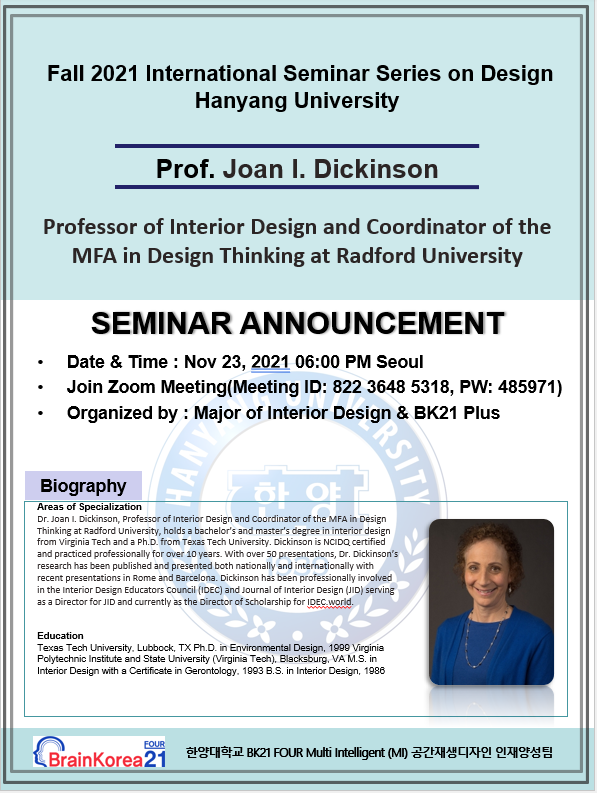 Fall 2021 International Seminar Series on Design
Hanyang University
Prof. Joan I. Dickinson
Professor of Interior Design and Coordinator of the
MFA in Design Thinking at Radford University
SEMINAR ANNOUNCEMENT
• Date & Time : Nov 23, 2021 06:00 PM Seoul
• Join Zoom Meeting(Meeting ID: 822 3648 5318, PW: 485971)
• Organized by : Major of Interior Design & BK21 Plus
HANYANG UNIVERSITY
한양
1939
Biography
Areas of Specialization
Dr. Joan I. Dickinson, Professor of Interior Design and Coordinator of the MFA in Design
Thinking at Radford University, holds a bachelor's and master's degree in interior design
from Virginia Tech and a Ph.D. from Texas Tech University. Dickinson is NCIDQ certified
and practiced professionally for over 10 years. With over 50 presentations, Dr. Dickinson's
research has been published and presented both nationally and internationally with
recent presentations in Rome and Barcelona. Dickinson has been professionally involved
in the Interior Design Educators Council (IDEC) and Journal of Interior Design (JID) serving
as a Director for JID and currently as the Director of Scholarship for IDEC.world.
Education
Texas Tech University, Lubbock, TX Ph.D. in Environmental Design, 1999 Virginia
Polytechnic Institute and State University (Virginia Tech), Blacksburg, VA M.S. in
Interior Design with a Certificate in Gerontology, 1993 B.S. in Interior Design, 1986
FOUR
BrainKorea21
한양대학교 BK21 FOUR Multi Intelligent (MI) 공간재생디자인 인재양성팀